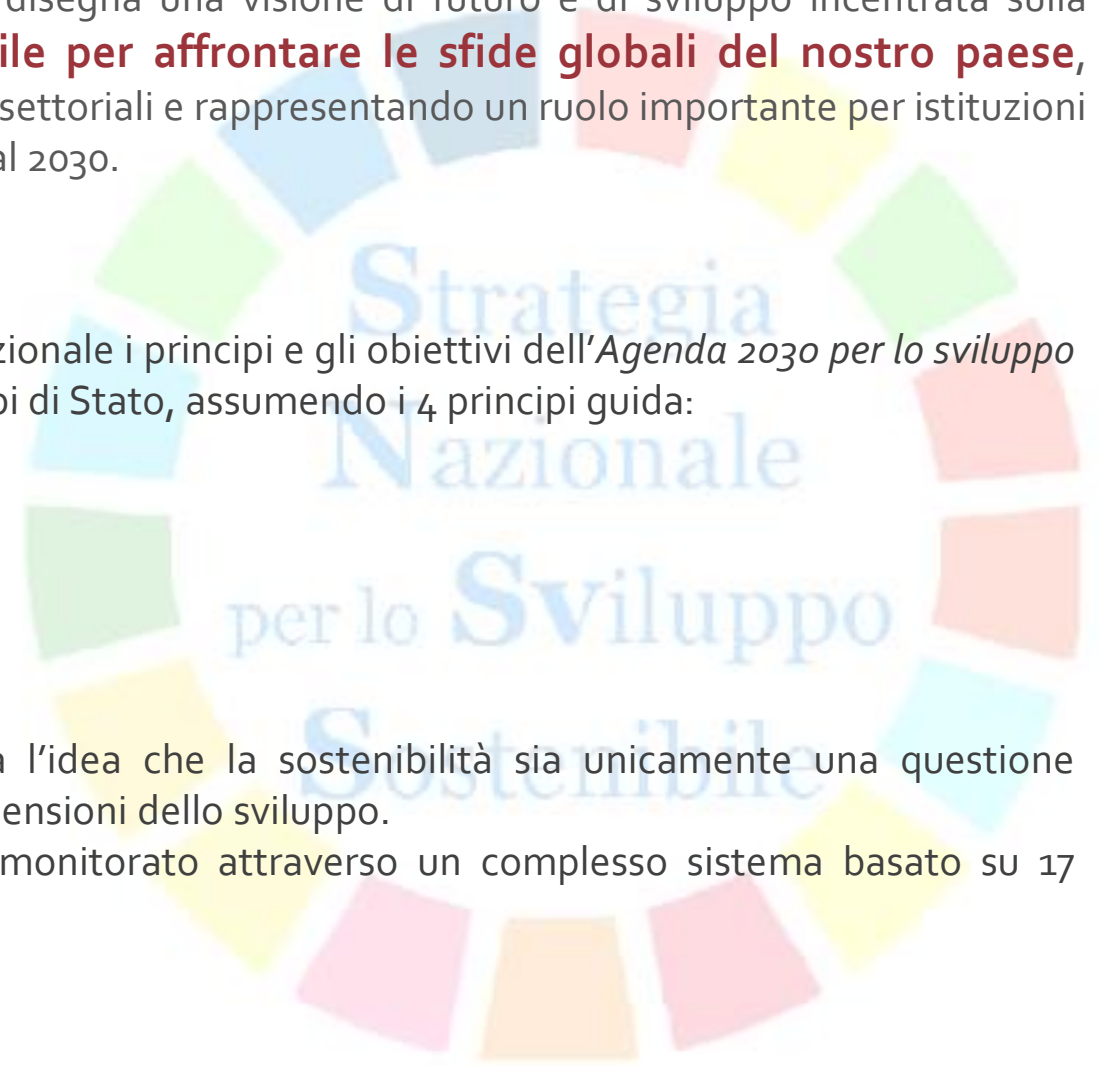 disegna una visione di futuro e di sviluppo incentrata sulla
ile per affrontare le sfide globali del nostro paese,
settoriali e rappresentando un ruolo importante per istituzioni
al 2030.
Strategia
zionale i principi e gli obiettivi dell’Agenda 2030 per lo sviluppo
pi di Stato, assumendo i 4 principi guida:
Nazionale
per lo Sviluppo
Sostenibile
a l’idea che la sostenibilità sia unicamente una questione
ensioni dello sviluppo.
monitorato attraverso un complesso sistema basato su 17